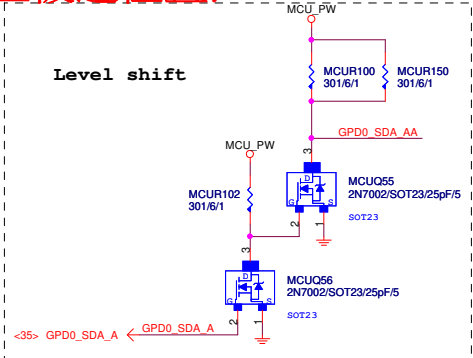 MCU_PW
Level shift
MCUR100
301/6/1
MCUR150
301/6/1
GPD0_SDA_AA
MCU_PW
3
D
MCUQ55
2N7002/SOT23/25pF/5
G
S
MCUR102
301/6/1
2
1
SOT23
3
D
MCUQ56
2N7002/SOT23/25pF/5
G
S
SOT23
2
1
<35> GPD0_SDA_A
GPD0_SDA_A